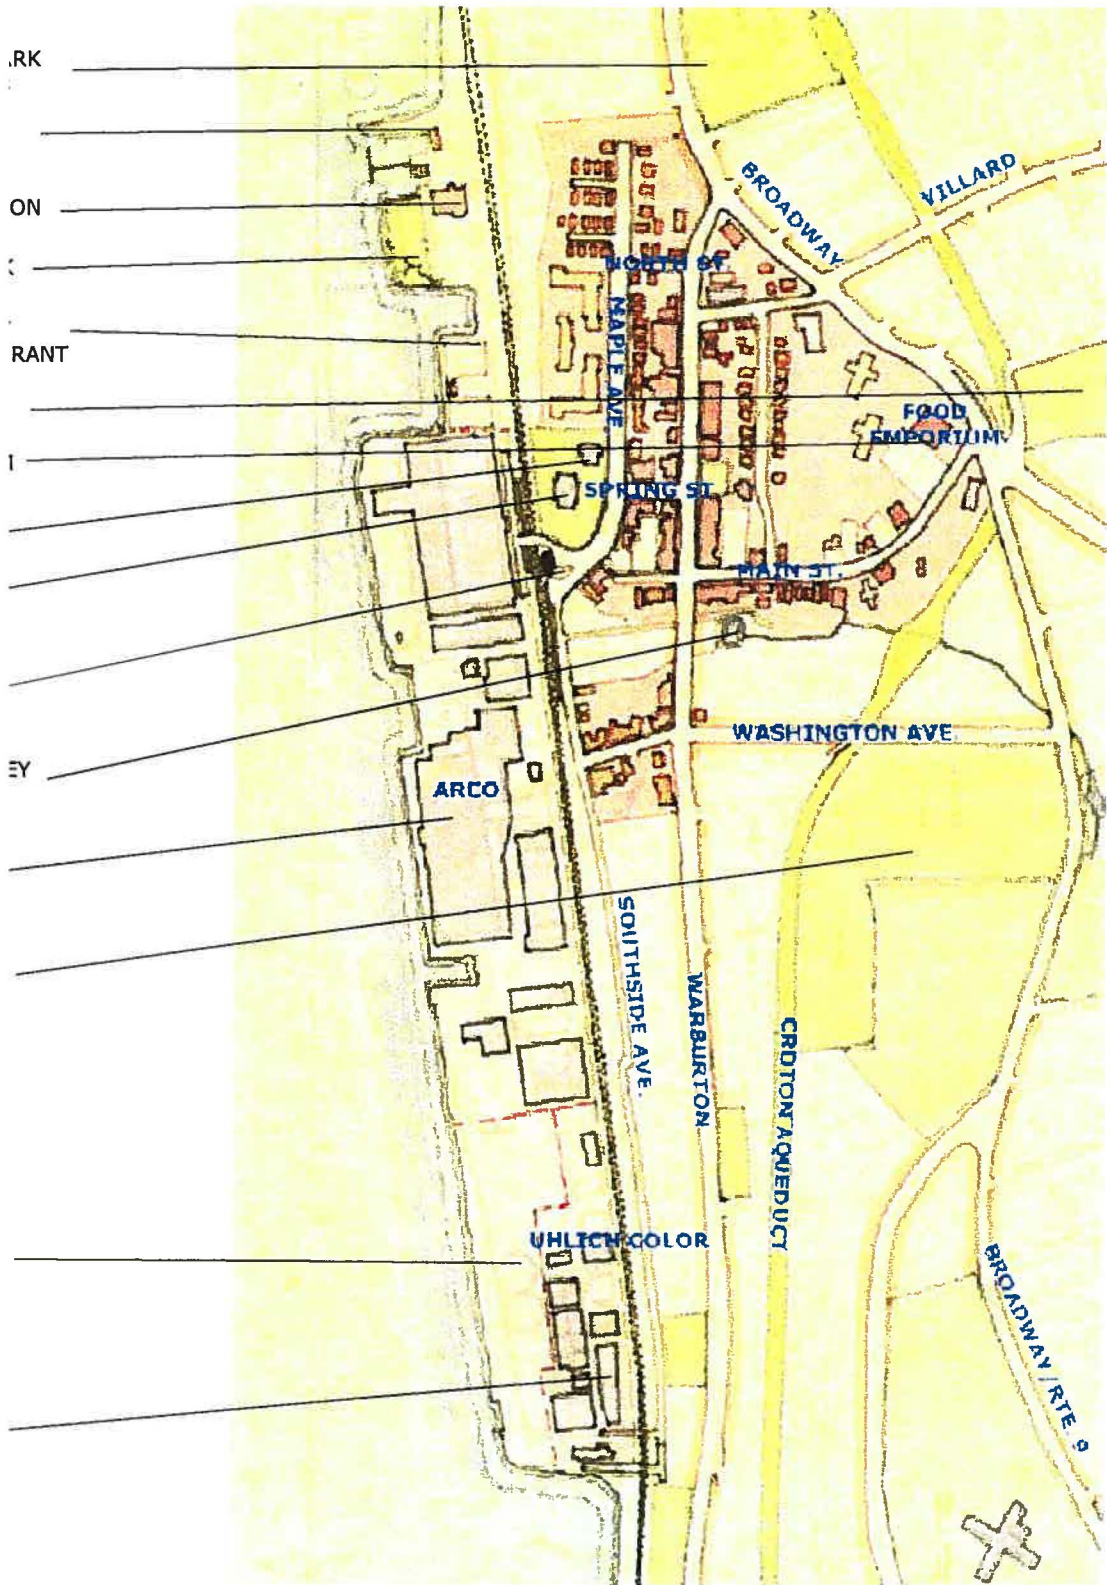 ARK
ON
RANT
EY
BROADWAY
VILLARD
NORTH ST.
MAPLE AVE.
FOOD
EMPORIUM
SPRING ST.
MAIN ST.
WASHINGTON AVE.
ARCO
SOUTHSIDE AVE.
WARBURTON
CROTON AQUEDUCT
UHLICH COLOR
BROADWAY / RTE. 9